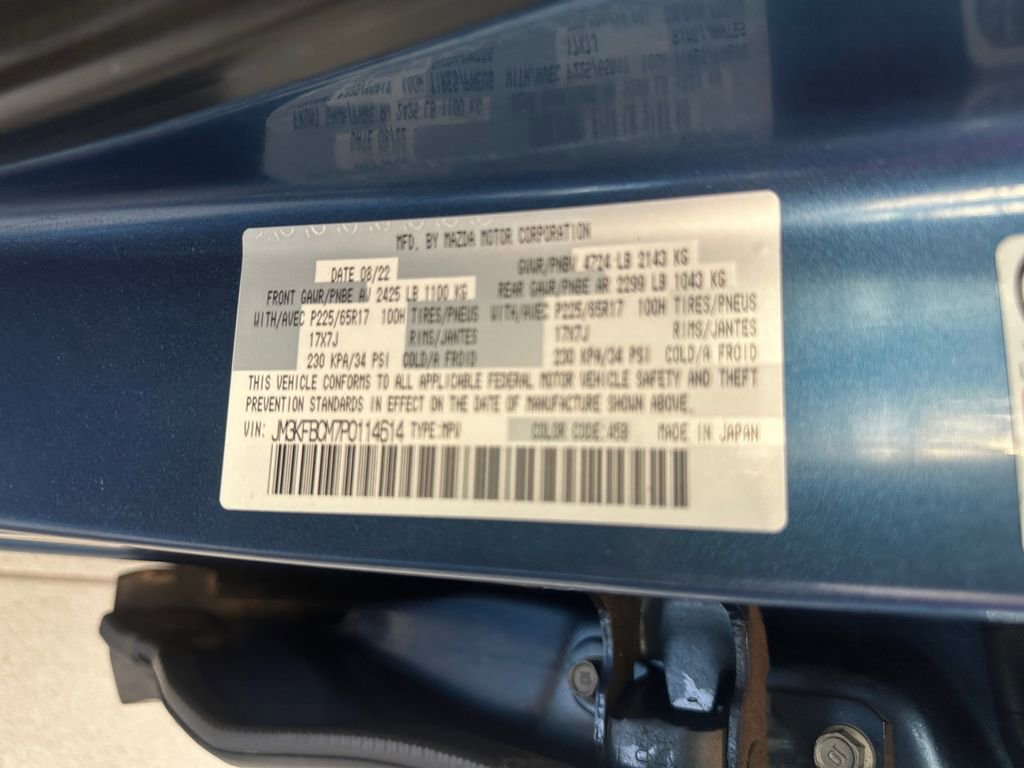 MFD. BY MAZDA MOTOR CORPORATION
DATE 08/22 GVWR/PNBV 4724 LB 2143 KG
FRONT GAWR/PNBE AV 2425 LB 1100 KG REAR GAWR/PNBE AR 2299 LB 1043 KG
WITH/AVEC P225/65R17 100H TIRES/PNEUS WITH/AVEC P225/65R17 100H TIRES/PNEUS
17X7J RIMS/JANTES 17X7J RIMS/JANTES
230 KPA/34 PSI COLD/A FROID 230 KPA/34 PSI COLD/A FROID
THIS VEHICLE CONFORMS TO ALL APPLICABLE FEDERAL MOTOR VEHICLE SAFETY AND THEFT
PREVENTION STANDARDS IN EFFECT ON THE DATE OF MANUFACTURE SHOWN ABOVE.
VIN: JM3KFBCM7P0114614 TYPE:MPV COLOR CODE:45B MADE IN JAPAN